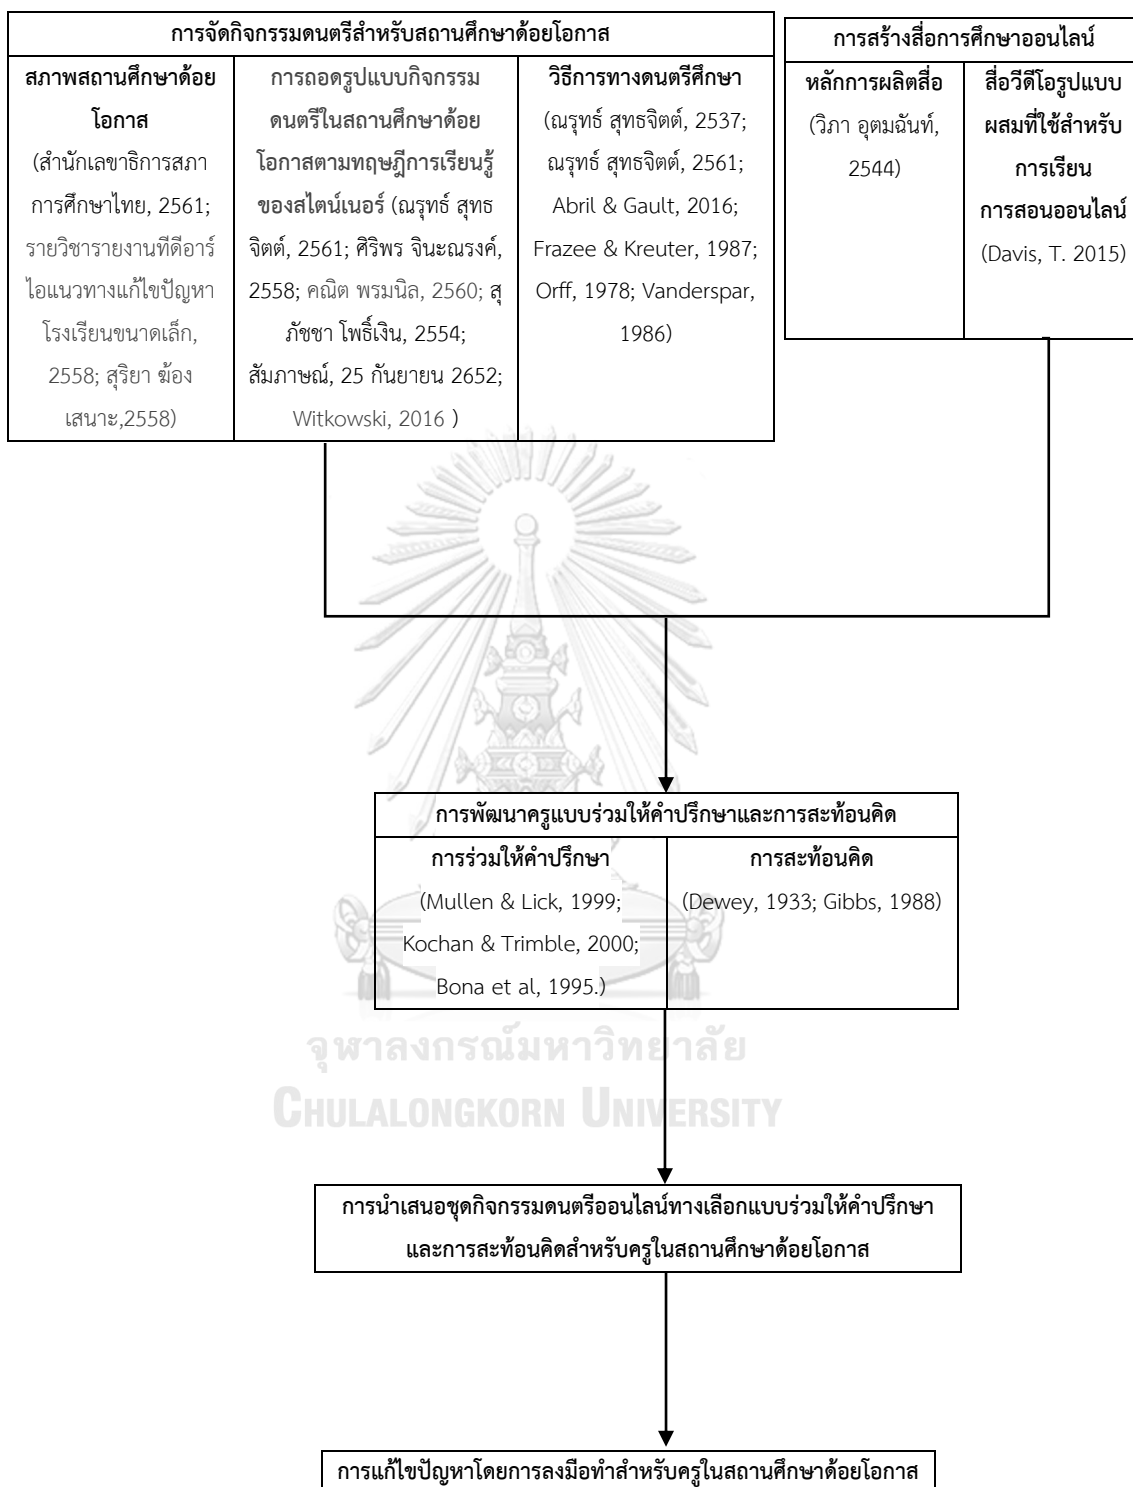 การจัดกิจกรรมดนตรีสำหรับสถานศึกษาด้อยโอกาส
สภาพสถานศึกษาด้อย
โอกาส
(สำนักเลขาธิการสภา
การศึกษาไทย, 2561;
รายวิชารายงานทีดีอาร์
ไอแนวทางแก้ไขปัญหา
โรงเรียนขนาดเล็ก,
2558; สุริยา ฆ้อง
เสนาะ,2558)
การถอดรูปแบบกิจกรรม
ดนตรีในสถานศึกษาด้อย
โอกาสตามทฤษฎีการเรียนรู้
ของสไตน์เนอร์ (ณรุทธ์ สุทธ
จิตต์, 2561; ศิริพร จินะณรงค์,
2558; คณิต พรมนิล, 2560; สุ
ภัชชา โพธิ์เงิน, 2554;
สัมภาษณ์, 25 กันยายน 2652;
Witkowski, 2016 )
วิธีการทางดนตรีศึกษา
(ณรุทธ์ สุทธจิตต์, 2537;
ณรุทธ์ สุทธจิตต์, 2561;
Abril & Gault, 2016;
Frazee & Kreuter, 1987;
Orff, 1978; Vanderspar,
1986)
การสร้างสื่อการศึกษาออนไลน์
หลักการผลิตสื่อ
(วิภา อุตมฉันท์,
2544)
สื่อวีดีโอรูปแบบ
ผสมที่ใช้สำหรับ
การเรียน
การสอนออนไลน์
(Davis, T. 2015)
การพัฒนาครูแบบร่วมให้คำปรึกษาและการสะท้อนคิด
การร่วมให้คำปรึกษา
(Mullen & Lick, 1999;
Kochan & Trimble, 2000;
Bona et al, 1995.)
การสะท้อนคิด
(Dewey, 1933; Gibbs, 1988)
จุฬาลงกรณ์มหาวิทยาลัย
CHULALONGKORN UNIVERSITY
การนำเสนอชุดกิจกรรมดนตรีออนไลน์ทางเลือกแบบร่วมให้คำปรึกษา
และการสะท้อนคิดสำหรับครูในสถานศึกษาด้อยโอกาส
การแก้ไขปัญหาโดยการลงมือทำสำหรับครูในสถานศึกษาด้อยโอกาส